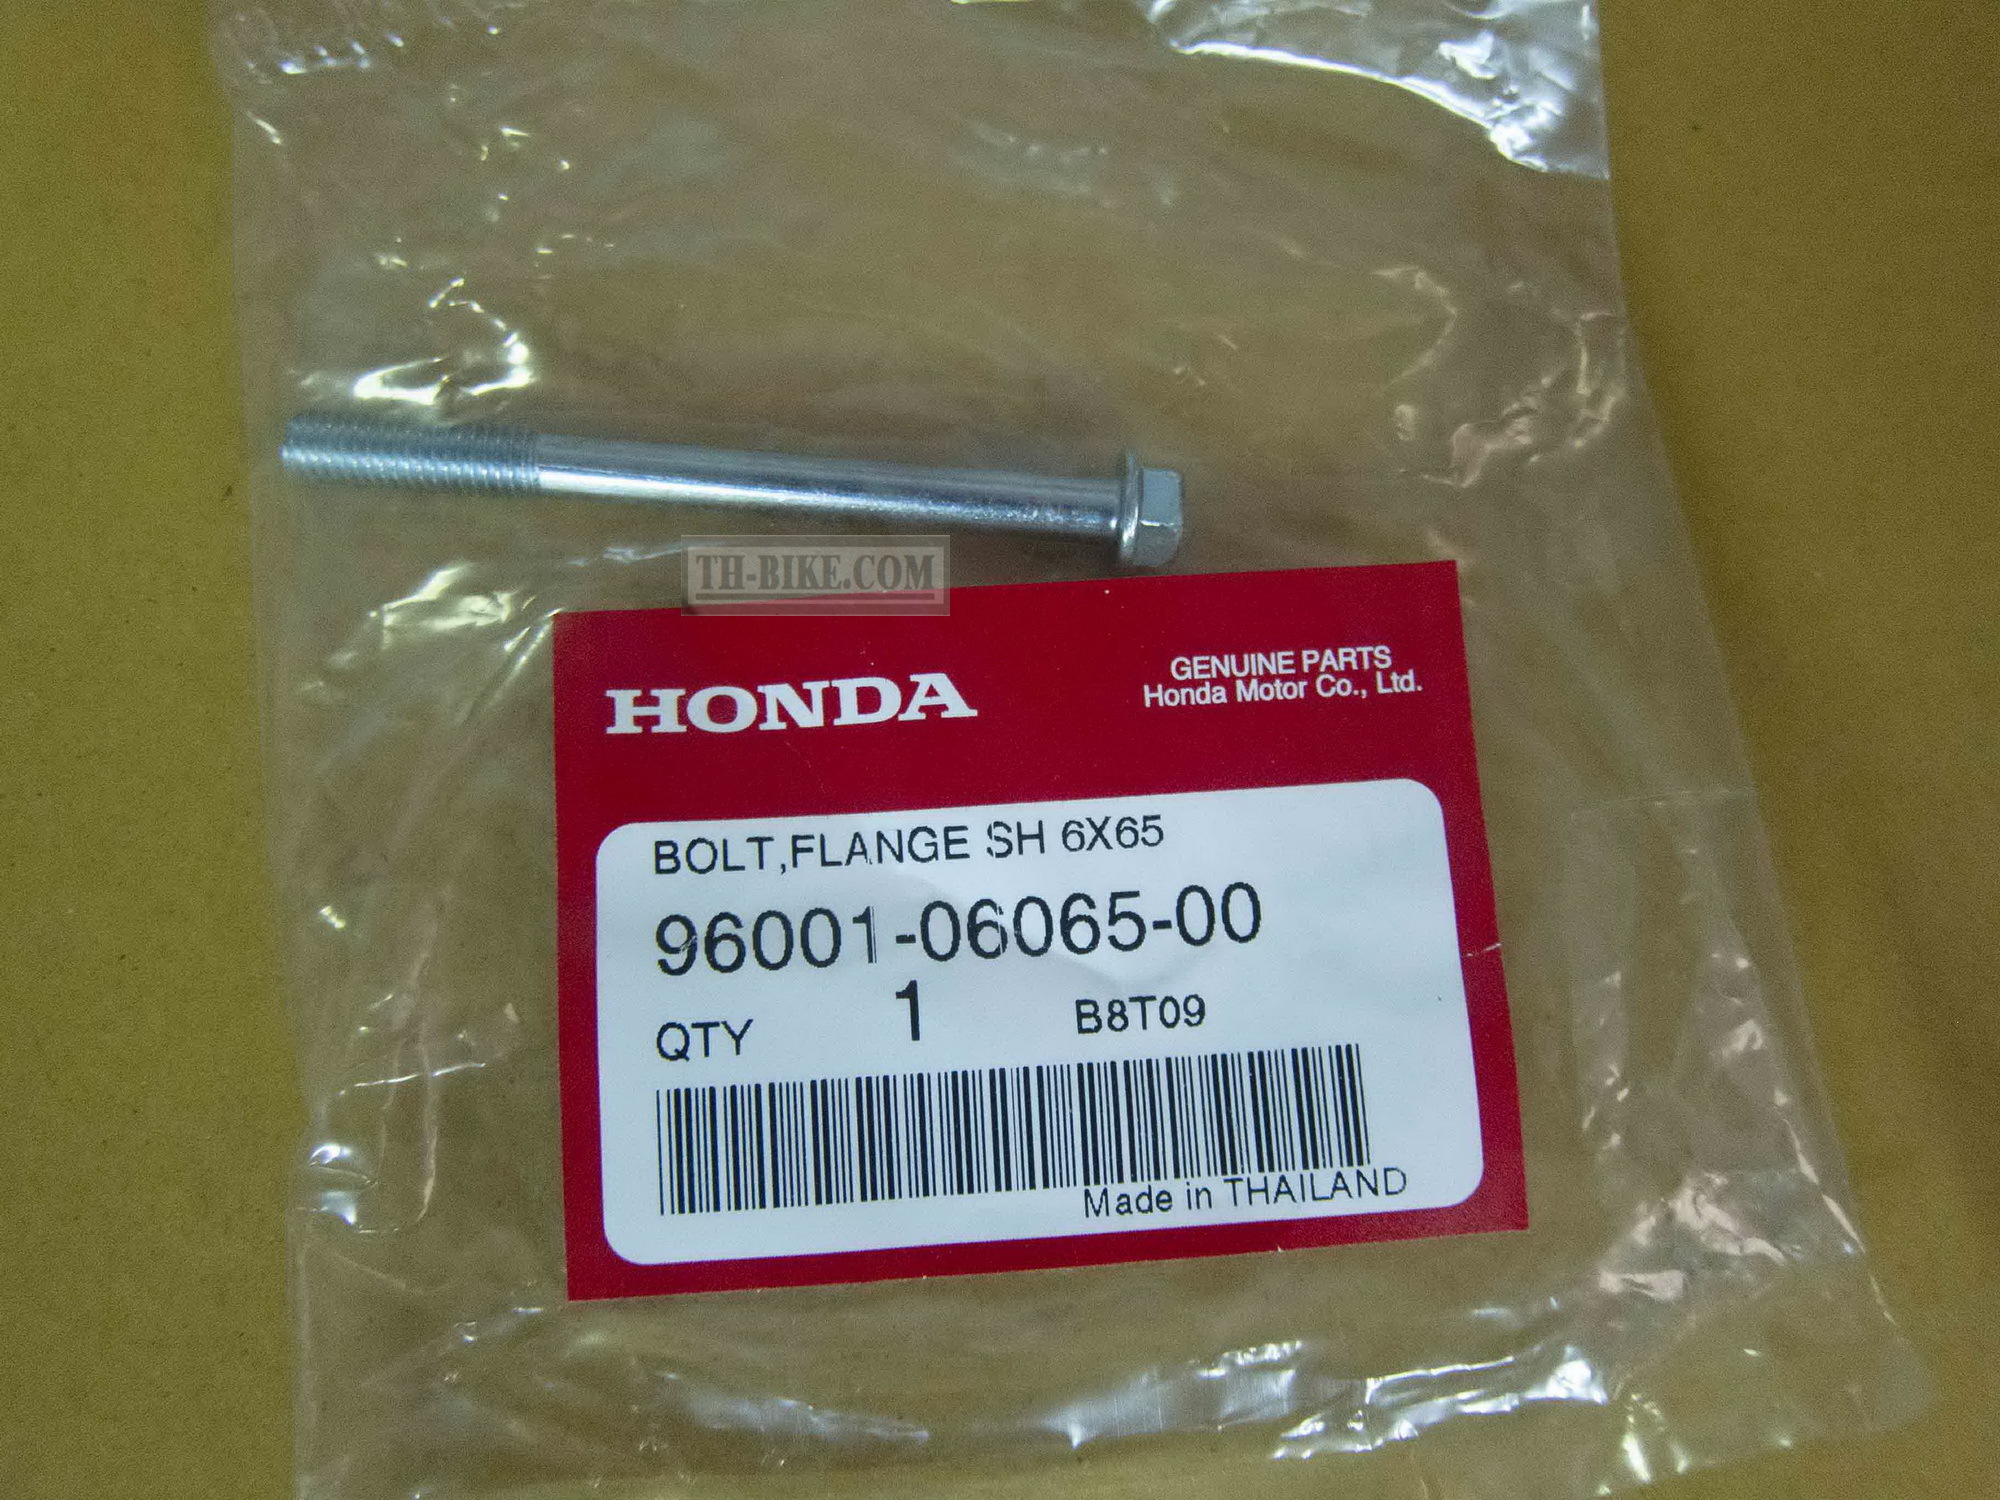 TH-BIKE.COM
HONDA
GENUINE PARTS
Honda Motor Co., Ltd.
BOLT,FLANGE SH 6X65
96001-06065-00
QTY 1 B8T09
Made in THAILAND